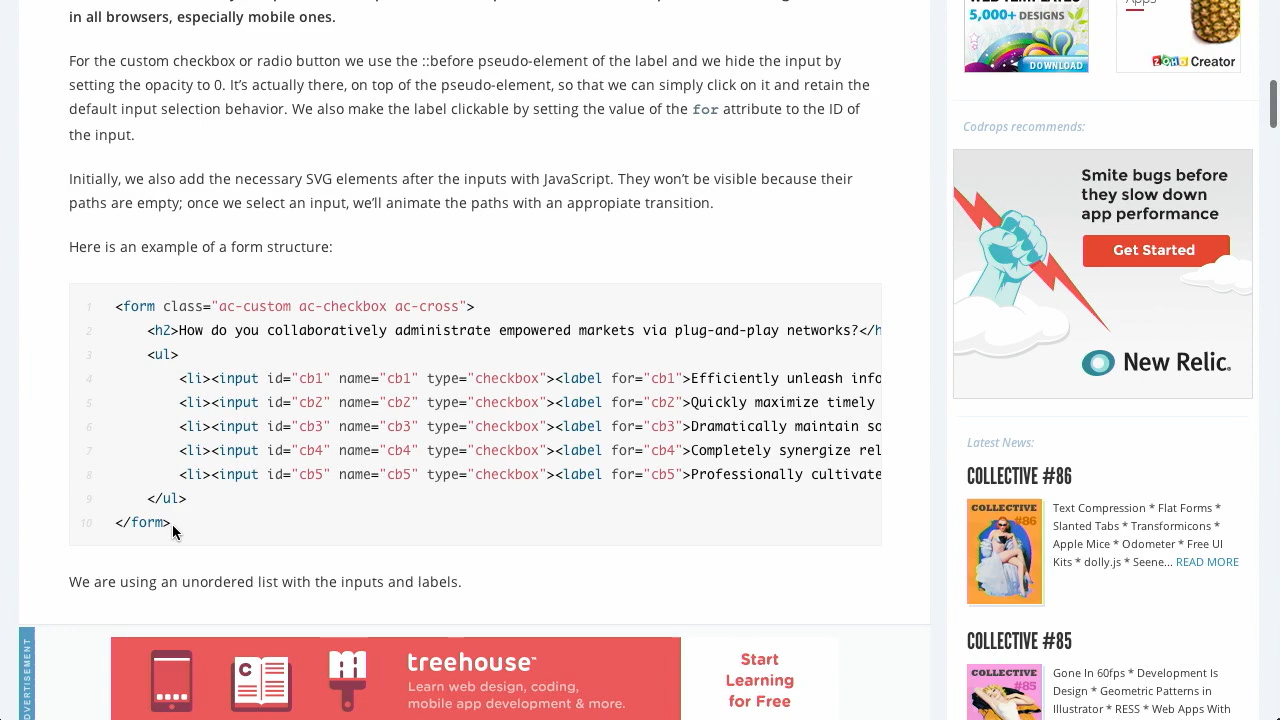 in all browsers, especially mobile ones.
For the custom checkbox or radio button we use the ::before pseudo-element of the label and we hide the input by
setting the opacity to 0. It's actually there, on top of the pseudo-element, so that we can simply click on it and retain the
default input selection behavior. We also make the label clickable by setting the value of the for attribute to the ID of
the input.
Initially, we also add the necessary SVG elements after the inputs with JavaScript. They won't be visible because their
paths are empty; once we select an input, we'll animate the paths with an appropiate transition.
Here is an example of a form structure:
1 <form class="ac-custom ac-checkbox ac-cross">
2 <h2>How do you collaboratively administrate empowered markets via plug-and-play networks?</h
3 <ul>
4 <li><input id="cb1" name="cb1" type="checkbox"><label for="cb1">Efficiently unleash info
5 <li><input id="cb2" name="cb2" type="checkbox"><label for="cb2">Quickly maximize timely
6 <li><input id="cb3" name="cb3" type="checkbox"><label for="cb3">Dramatically maintain so
7 <li><input id="cb4" name="cb4" type="checkbox"><label for="cb4">Completely synergize rel
8 <li><input id="cb5" name="cb5" type="checkbox"><label for="cb5">Professionally cultivate
9 </ul>
10 </form>
We are using an unordered list with the inputs and labels.
treehouse™
Learn web design, coding,
mobile app development & more.
Start
Learning
for Free
5,000+ DESIGNS
DOWNLOAD
Apps
ZOHO Creator
Codrops recommends:
Smite bugs before
they slow down
app performance
Get Started
New Relic.
Latest News:
COLLECTIVE #86
COLLECTIVE
#86
Text Compression * Flat Forms *
Slanted Tabs * Transformicons *
Apple Mice * Odometer * Free UI
Kits * dolly.js * Seene... READ MORE
COLLECTIVE #85
COLLECTIVE
#85
Gone In 60fps * Development Is
Design * Geometric Patterns in
Illustrator * RESS * Web Apps With